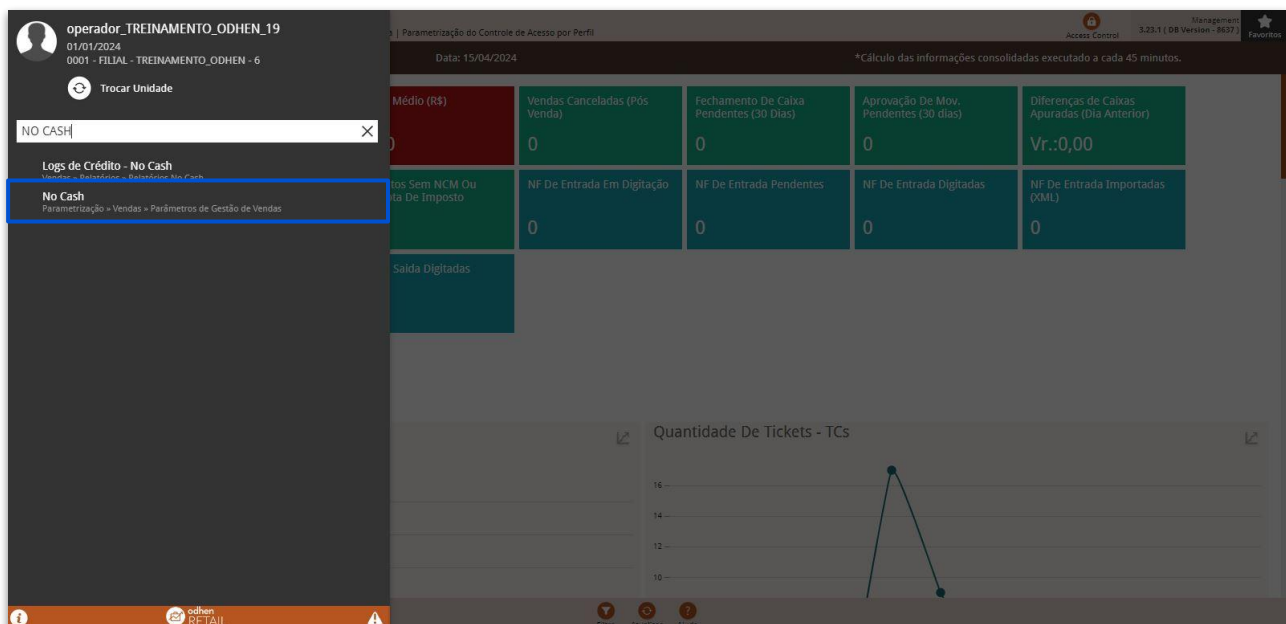 operador_TREINAMENTO_ODHEN_19
01/01/2024
0001 - FILIAL - TREINAMENTO_ODHEN - 6
Trocar Unidade
NO CASH
Logs de Crédito - No Cash
Vendas » Relatórios » Relatórios No Cash
No Cash
Parametrização » Vendas » Parâmetros de Gestão de Vendas
| Parametrização do Controle de Acesso por Perfil
Access Control
Management
3.23.1 ( DB Version - 8637 )
Favoritos
Data: 15/04/2024
*Cálculo das informações consolidadas executado a cada 45 minutos.
Médio (R$)
Vendas Canceladas (Pós
Venda)
0
Fechamento De Caixa
Pendentes (30 Dias)
0
Aprovação De Mov.
Pendentes (30 dias)
0
Diferenças de Caixas
Apuradas (Dia Anterior)
Vr.:0,00
tos Sem NCM Ou
ta De Imposto
NF De Entrada Em Digitação
0
NF De Entrada Pendentes
0
NF De Entrada Digitadas
0
NF De Entrada Importadas
(XML)
0
Saida Digitadas
Quantidade De Tickets - TCs
16
14
12
10
odhen
RETAIL